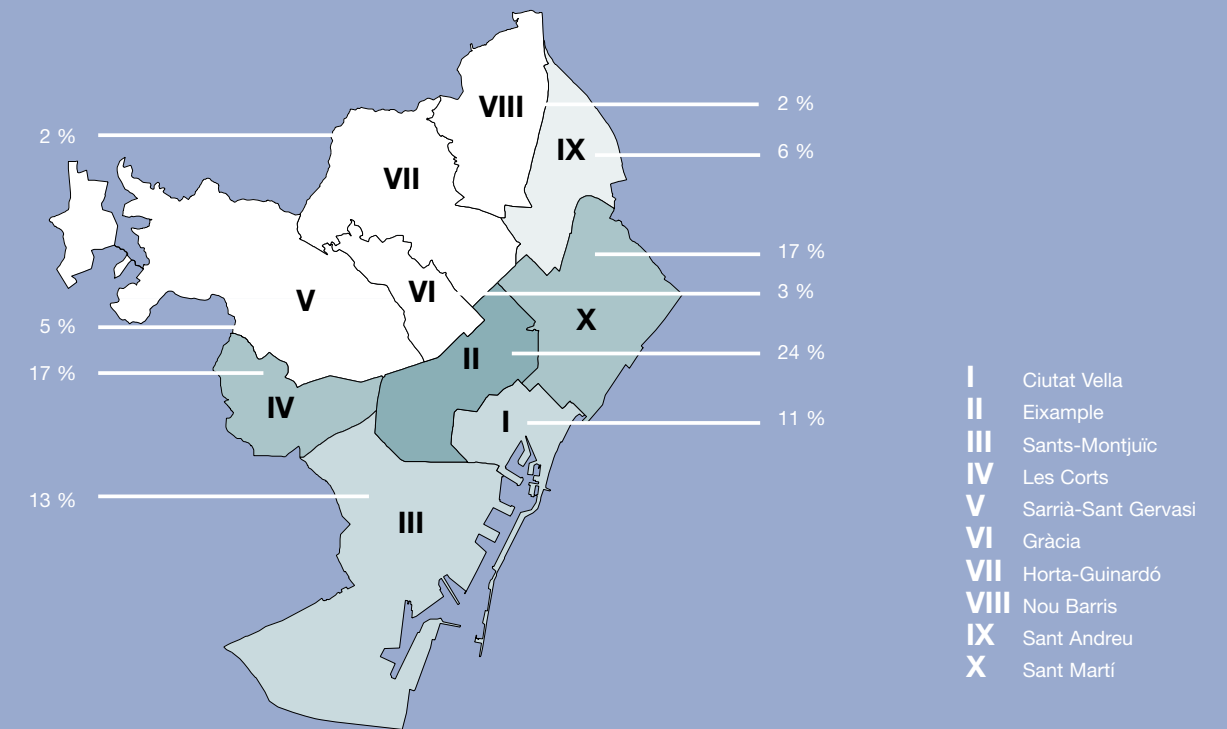 VIII
2 %
2 %
IX
6 %
VII
17 %
VI
3 %
V
X
5 %
II
24 %
17 %
IV
I
11 %
13 %
III
I Ciutat Vella
II Eixample
III Sants-Montjuïc
IV Les Corts
V Sarrià-Sant Gervasi
VI Gràcia
VII Horta-Guinardó
VIII Nou Barris
IX Sant Andreu
X Sant Martí